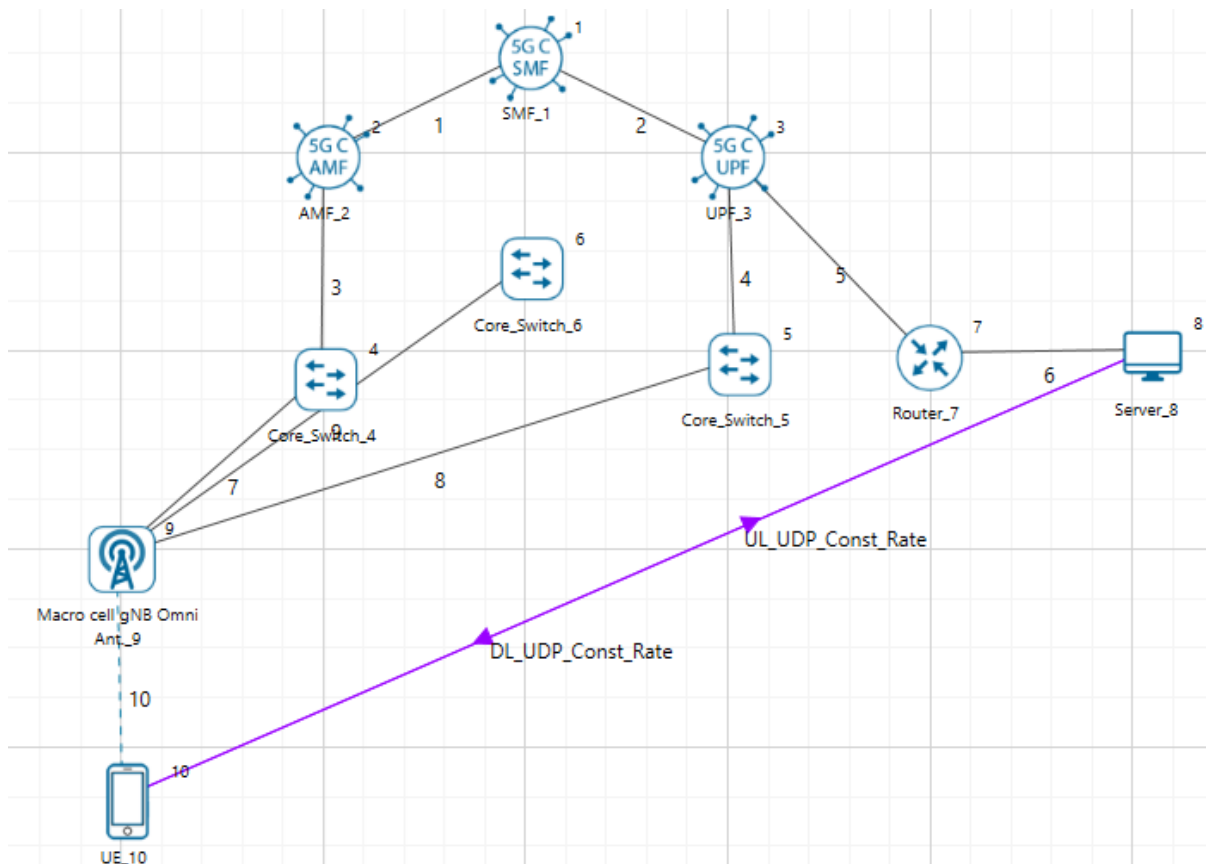 1
5G C
SMF
SMF_1
2
1
2
3
5G C
AMF
5G C
UPF
AMF_2
UPF_3
6
3
4
5
Core_Switch_6
4
5
7
8
6
Core_Switch_4
9
Core_Switch_5
Router_7
Server_8
7
8
9
UL_UDP_Const_Rate
Macro cell gNB Omni
Ant._9
DL_UDP_Const_Rate
10
10
UE_10